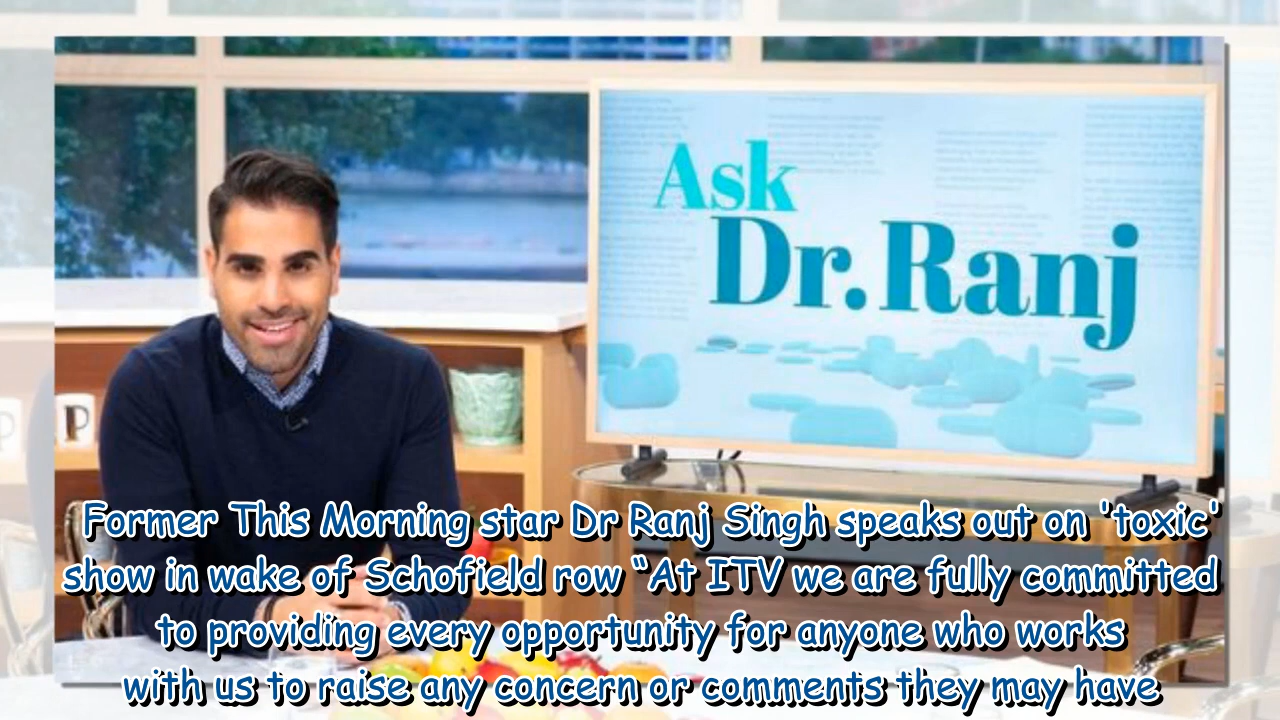 Ask
Dr. Ranj
P
P
Former This Morning star Dr Ranj Singh speaks out on 'toxic'
show in wake of Schofield row “At ITV we are fully committed
to providing every opportunity for anyone who works
with us to raise any concern or comments they may have